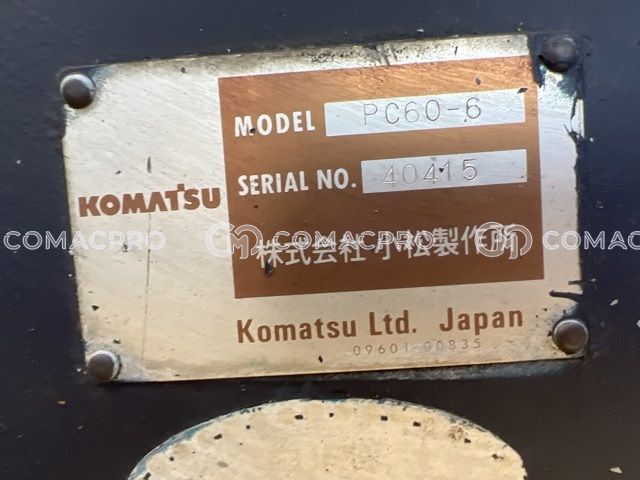 MODEL PC60-6
SERIAL NO. 40415
KOMATSU
COMACPRO COMACPRO COMACPRO
株式会社 小松製作所
Komatsu Ltd. Japan
09601-00835